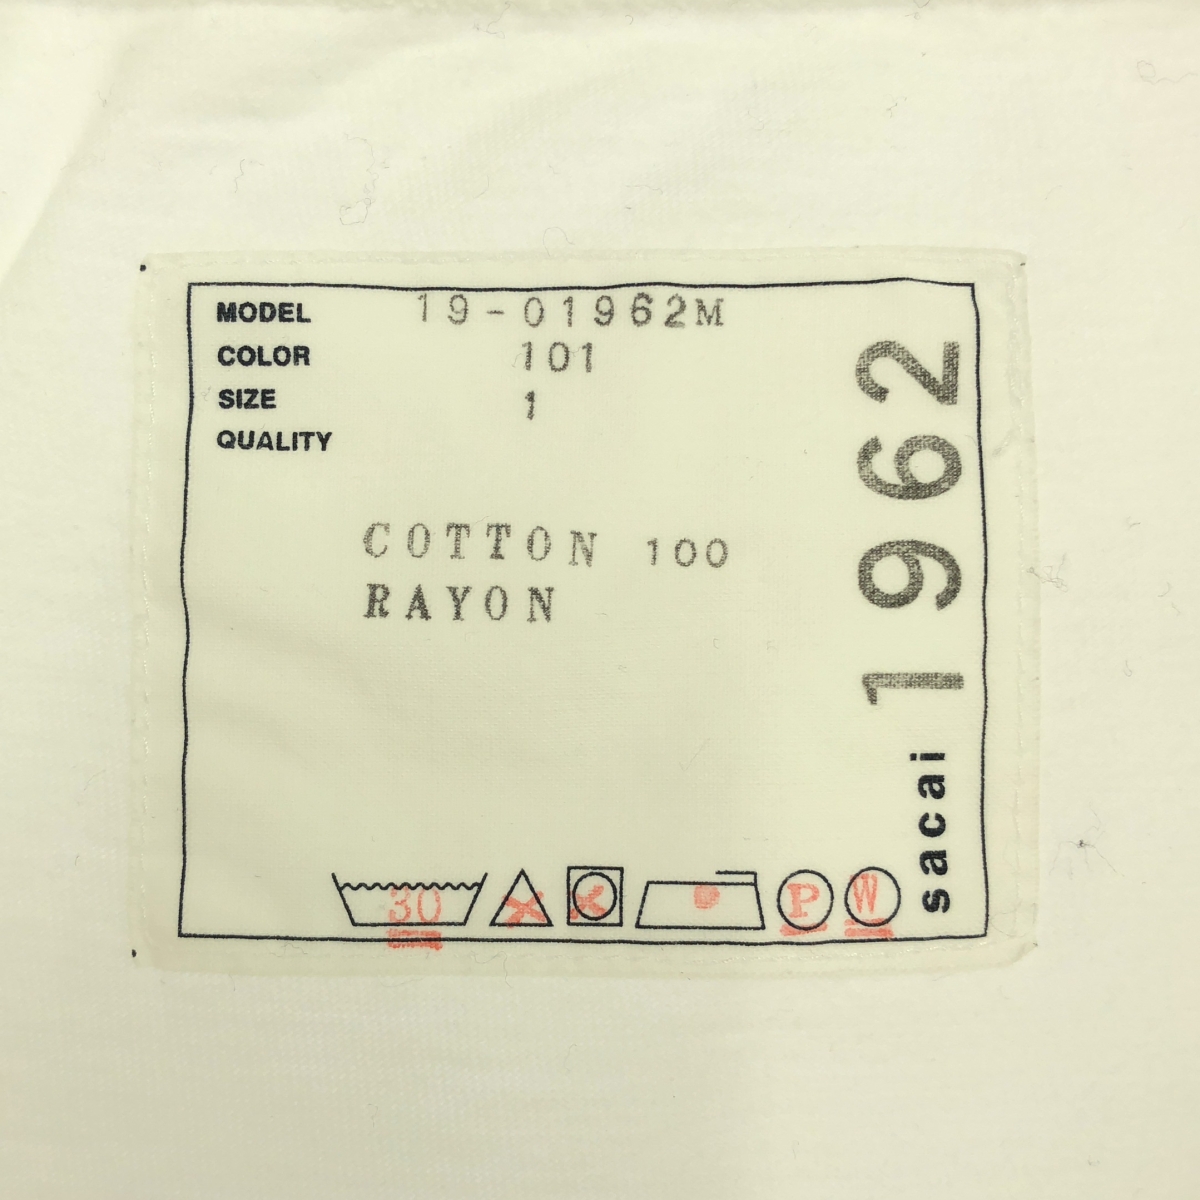 MODEL 19-01962M
COLOR 101
SIZE 1
QUALITY
COTTON 100
RAYON
30
P
W
sacai 1962